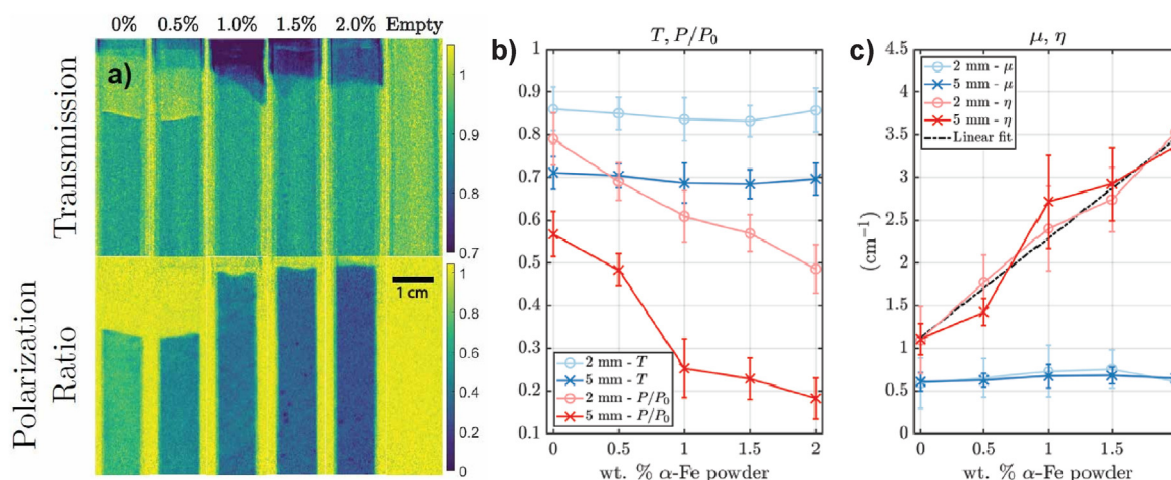 0% 0.5% 1.0% 1.5% 2.0% Empty
a)
Transmission
1
0.9
0.8
0.7
Polarization
Ratio
1 cm
1
0.8
0.6
0.4
0.2
0
b)
T, P/P₀
1
0.9
0.8
0.7
0.6
0.5
0.4
0.3
0.2
0.1
2 mm - T
5 mm - T
2 mm - P/P₀
5 mm - P/P₀
0 0.5 1 1.5 2
wt. % α-Fe powder
c)
μ, η
4.5
4
3.5
3
2.5
2
1.5
1
0.5
0
(cm⁻¹)
2 mm - μ
5 mm - μ
2 mm - η
5 mm - η
Linear fit
0 0.5 1 1.5
wt. % α-Fe powder